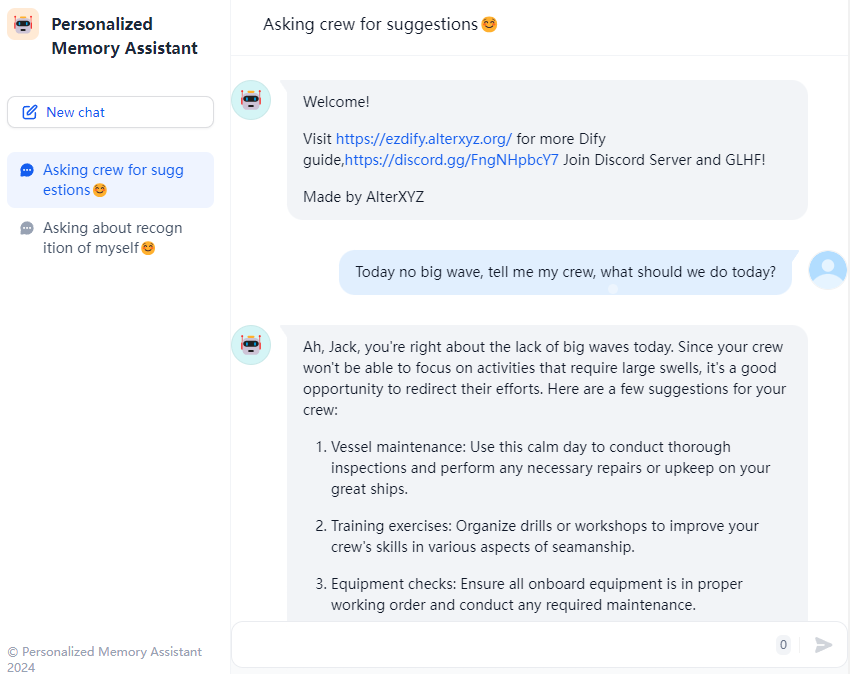 Personalized
Memory Assistant
New chat
Asking crew for sugg
estions😊
Asking about recogn
ition of myself😊
© Personalized Memory Assistant
2024
Asking crew for suggestions😊
Welcome!
Visit https://ezdify.alterxyz.org/ for more Dify
guide,https://discord.gg/FngNHpbcY7 Join Discord Server and GLHF!
Made by AlterXYZ
Today no big wave, tell me my crew, what should we do today?
Ah, Jack, you're right about the lack of big waves today. Since your crew
won't be able to focus on activities that require large swells, it's a good
opportunity to redirect their efforts. Here are a few suggestions for your
crew:
1. Vessel maintenance: Use this calm day to conduct thorough
inspections and perform any necessary repairs or upkeep on your
great ships.
2. Training exercises: Organize drills or workshops to improve your
crew's skills in various aspects of seamanship.
3. Equipment checks: Ensure all onboard equipment is in proper
working order and conduct any required maintenance.
0